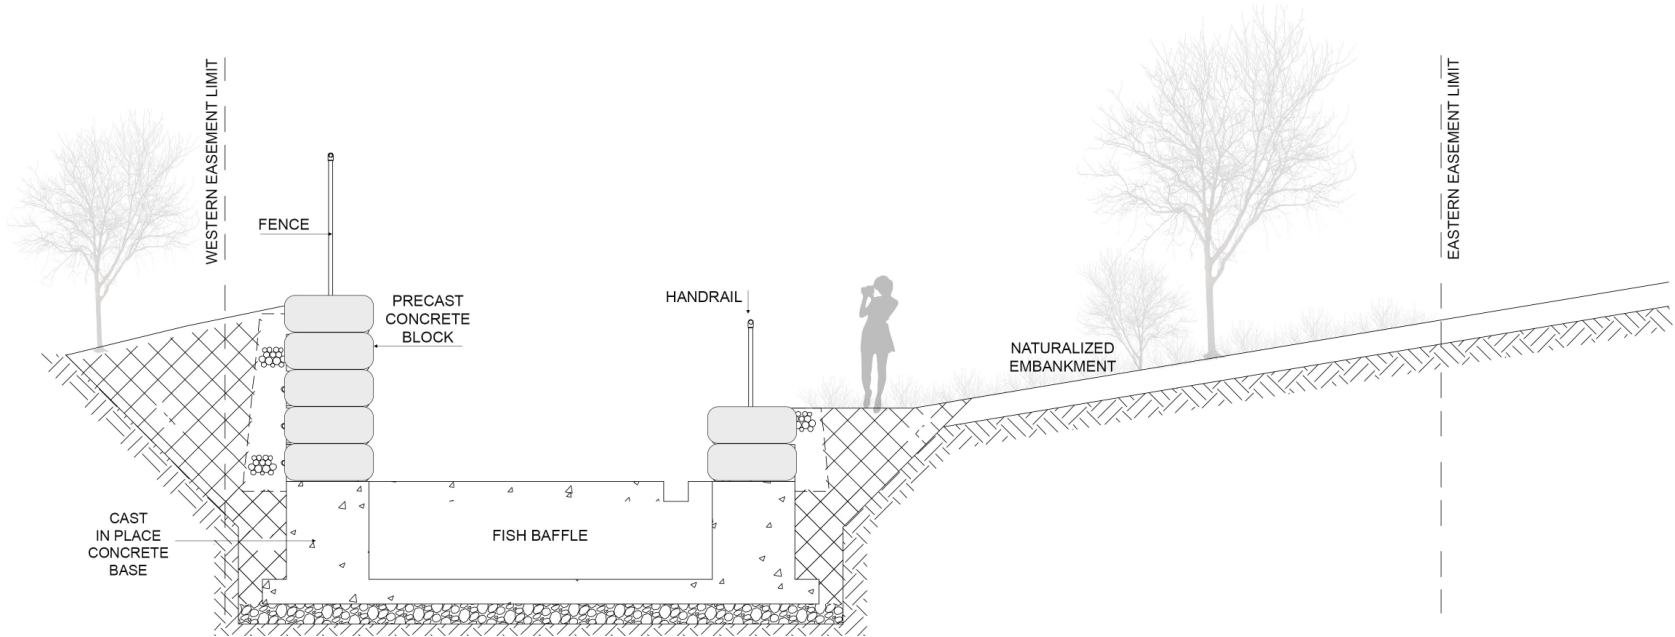 WESTERN EASEMENT LIMIT
FENCE
PRECAST
CONCRETE
BLOCK
HANDRAIL
NATURALIZED
EMBANKMENT
EASTERN EASEMENT LIMIT
CAST
IN PLACE
CONCRETE
BASE
FISH BAFFLE